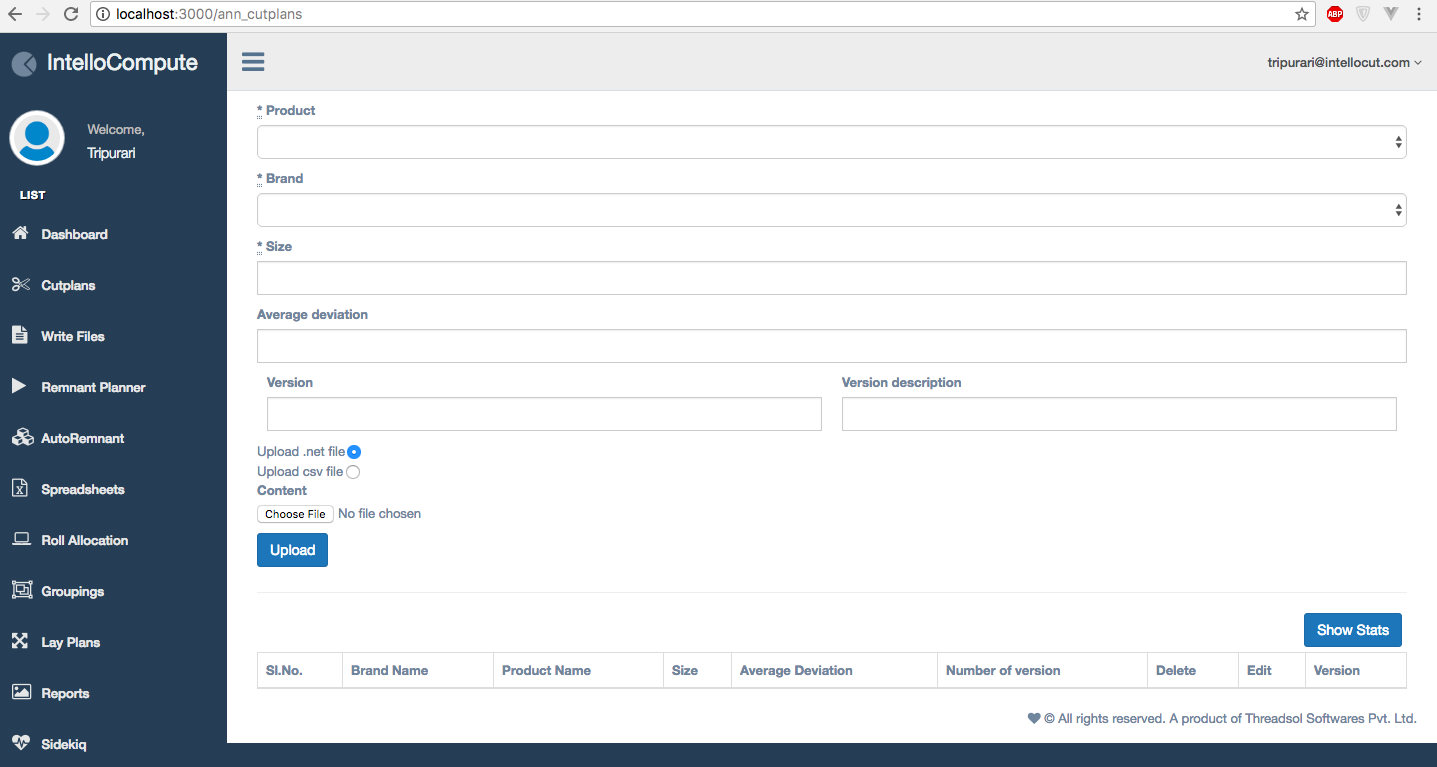 localhost:3000/ann_cutplans
ABP
IntelloCompute
tripurari@intellocut.com
Welcome,
Tripurari
LIST
Dashboard
Cutplans
Write Files
Remnant Planner
AutoRemnant
Spreadsheets
Roll Allocation
Groupings
Lay Plans
Reports
Sidekiq
* Product
* Brand
* Size
Average deviation
Version Version description
Upload .net file
Upload csv file
Content
Choose File No file chosen
Upload
Show Stats
Sl.No. Brand Name Product Name Size Average Deviation Number of version Delete Edit Version
© All rights reserved. A product of Threadsol Softwares Pvt. Ltd.